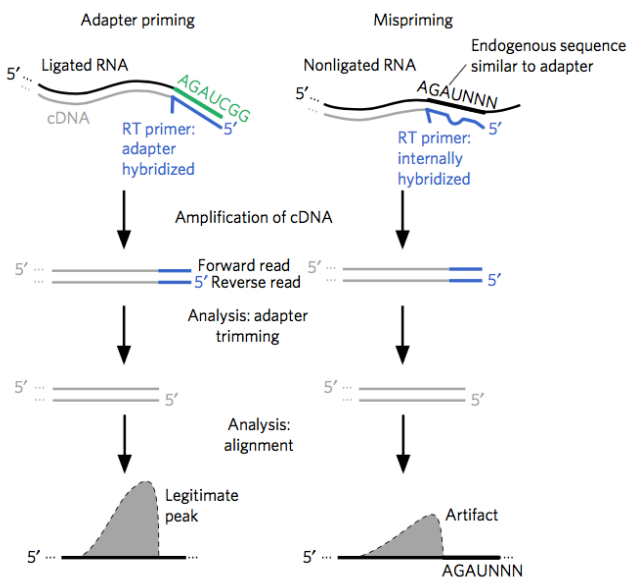 Adapter priming
Mispriming
Endogenous sequence
similar to adapter
5′ ...
Ligated RNA
AGAUCGG
Nonligated RNA
AGAUNNN
5′ ...
...
cDNA
5′
RT primer:
adapter
hybridized
...
5′
RT primer:
internally
hybridized
Amplification of cDNA
5′ ...
Forward read
...
5′ Reverse read
5′ ...
...
5′
Analysis: adapter
trimming
5′ ...
...
5′
5′ ...
...
5′
Analysis:
alignment
Legitimate
peak
Artifact
5′ ...
...
5′ ...
...
AGAUNNN